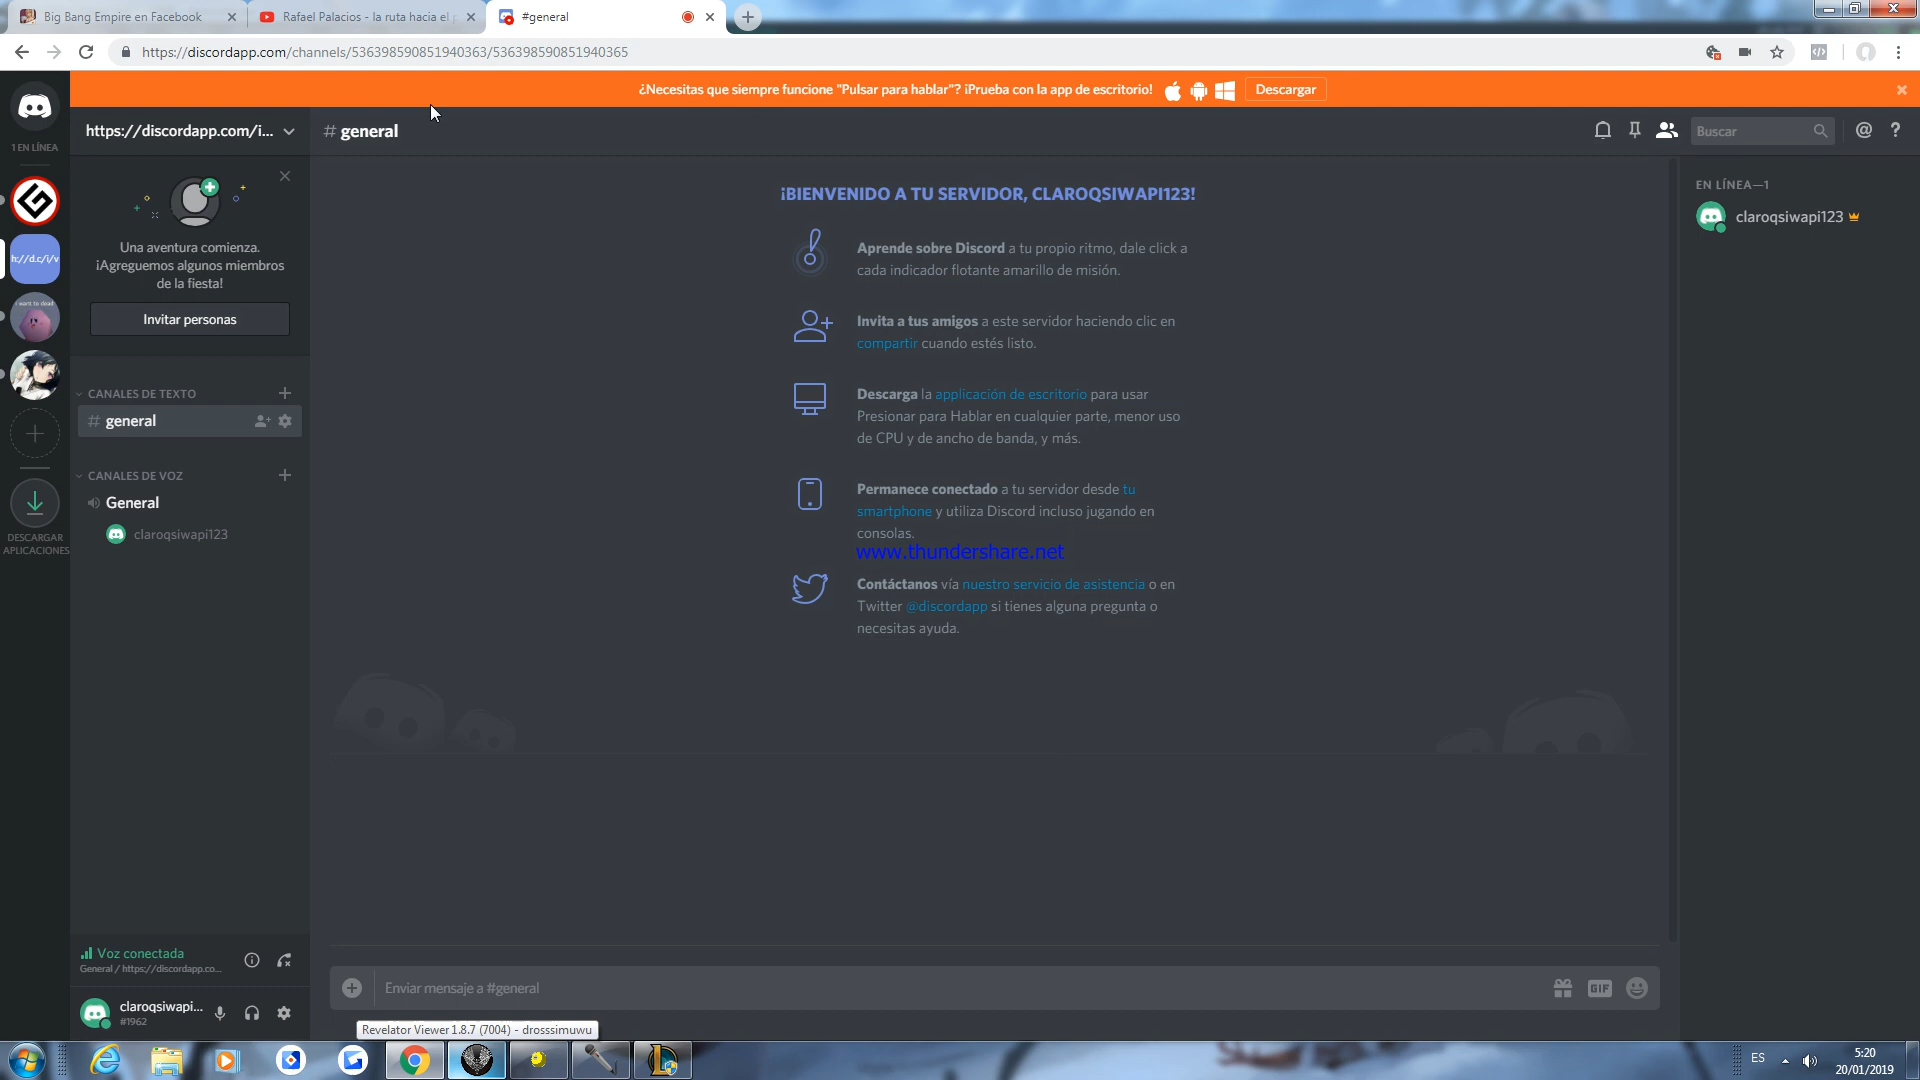 Big Bang Empire en Facebook
Rafael Palacios - la ruta hacia el p
#general
https://discordapp.com/channels/536398590851940363/536398590851940365
¿Necesitas que siempre funcione "Pulsar para hablar"? ¡Prueba con la app de escritorio!
Descargar
1 EN LÍNEA
https://discordapp.com/i...
# general
Buscar
h://d.c/i/v
i want to dead
Una aventura comienza.
¡Agreguemos algunos miembros
de la fiesta!
Invitar personas
CANALES DE TEXTO
# general
CANALES DE VOZ
General
claroqsiwapi123
DESCARGAR
APLICACIONES
¡BIENVENIDO A TU SERVIDOR, CLAROQSIWAPI123!
Aprende sobre Discord a tu propio ritmo, dale click a
cada indicador flotante amarillo de misión.
Invita a tus amigos a este servidor haciendo clic en
compartir cuando estés listo.
Descarga la aplicación de escritorio para usar
Presionar para Hablar en cualquier parte, menor uso
de CPU y de ancho de banda, y más.
Permanece conectado a tu servidor desde tu
smartphone y utiliza Discord incluso jugando en
consolas.
www.thundershare.net
Contáctanos vía nuestro servicio de asistencia o en
Twitter @discordapp si tienes alguna pregunta o
necesitas ayuda.
EN LÍNEA—1
claroqsiwapi123
Voz conectada
General / https://discordapp.co...
claroqsiwapi...
#1962
Enviar mensaje a #general
GIF
Revelator Viewer 1.8.7 (7004) - drosssimuwu
ES
5:20
20/01/2019